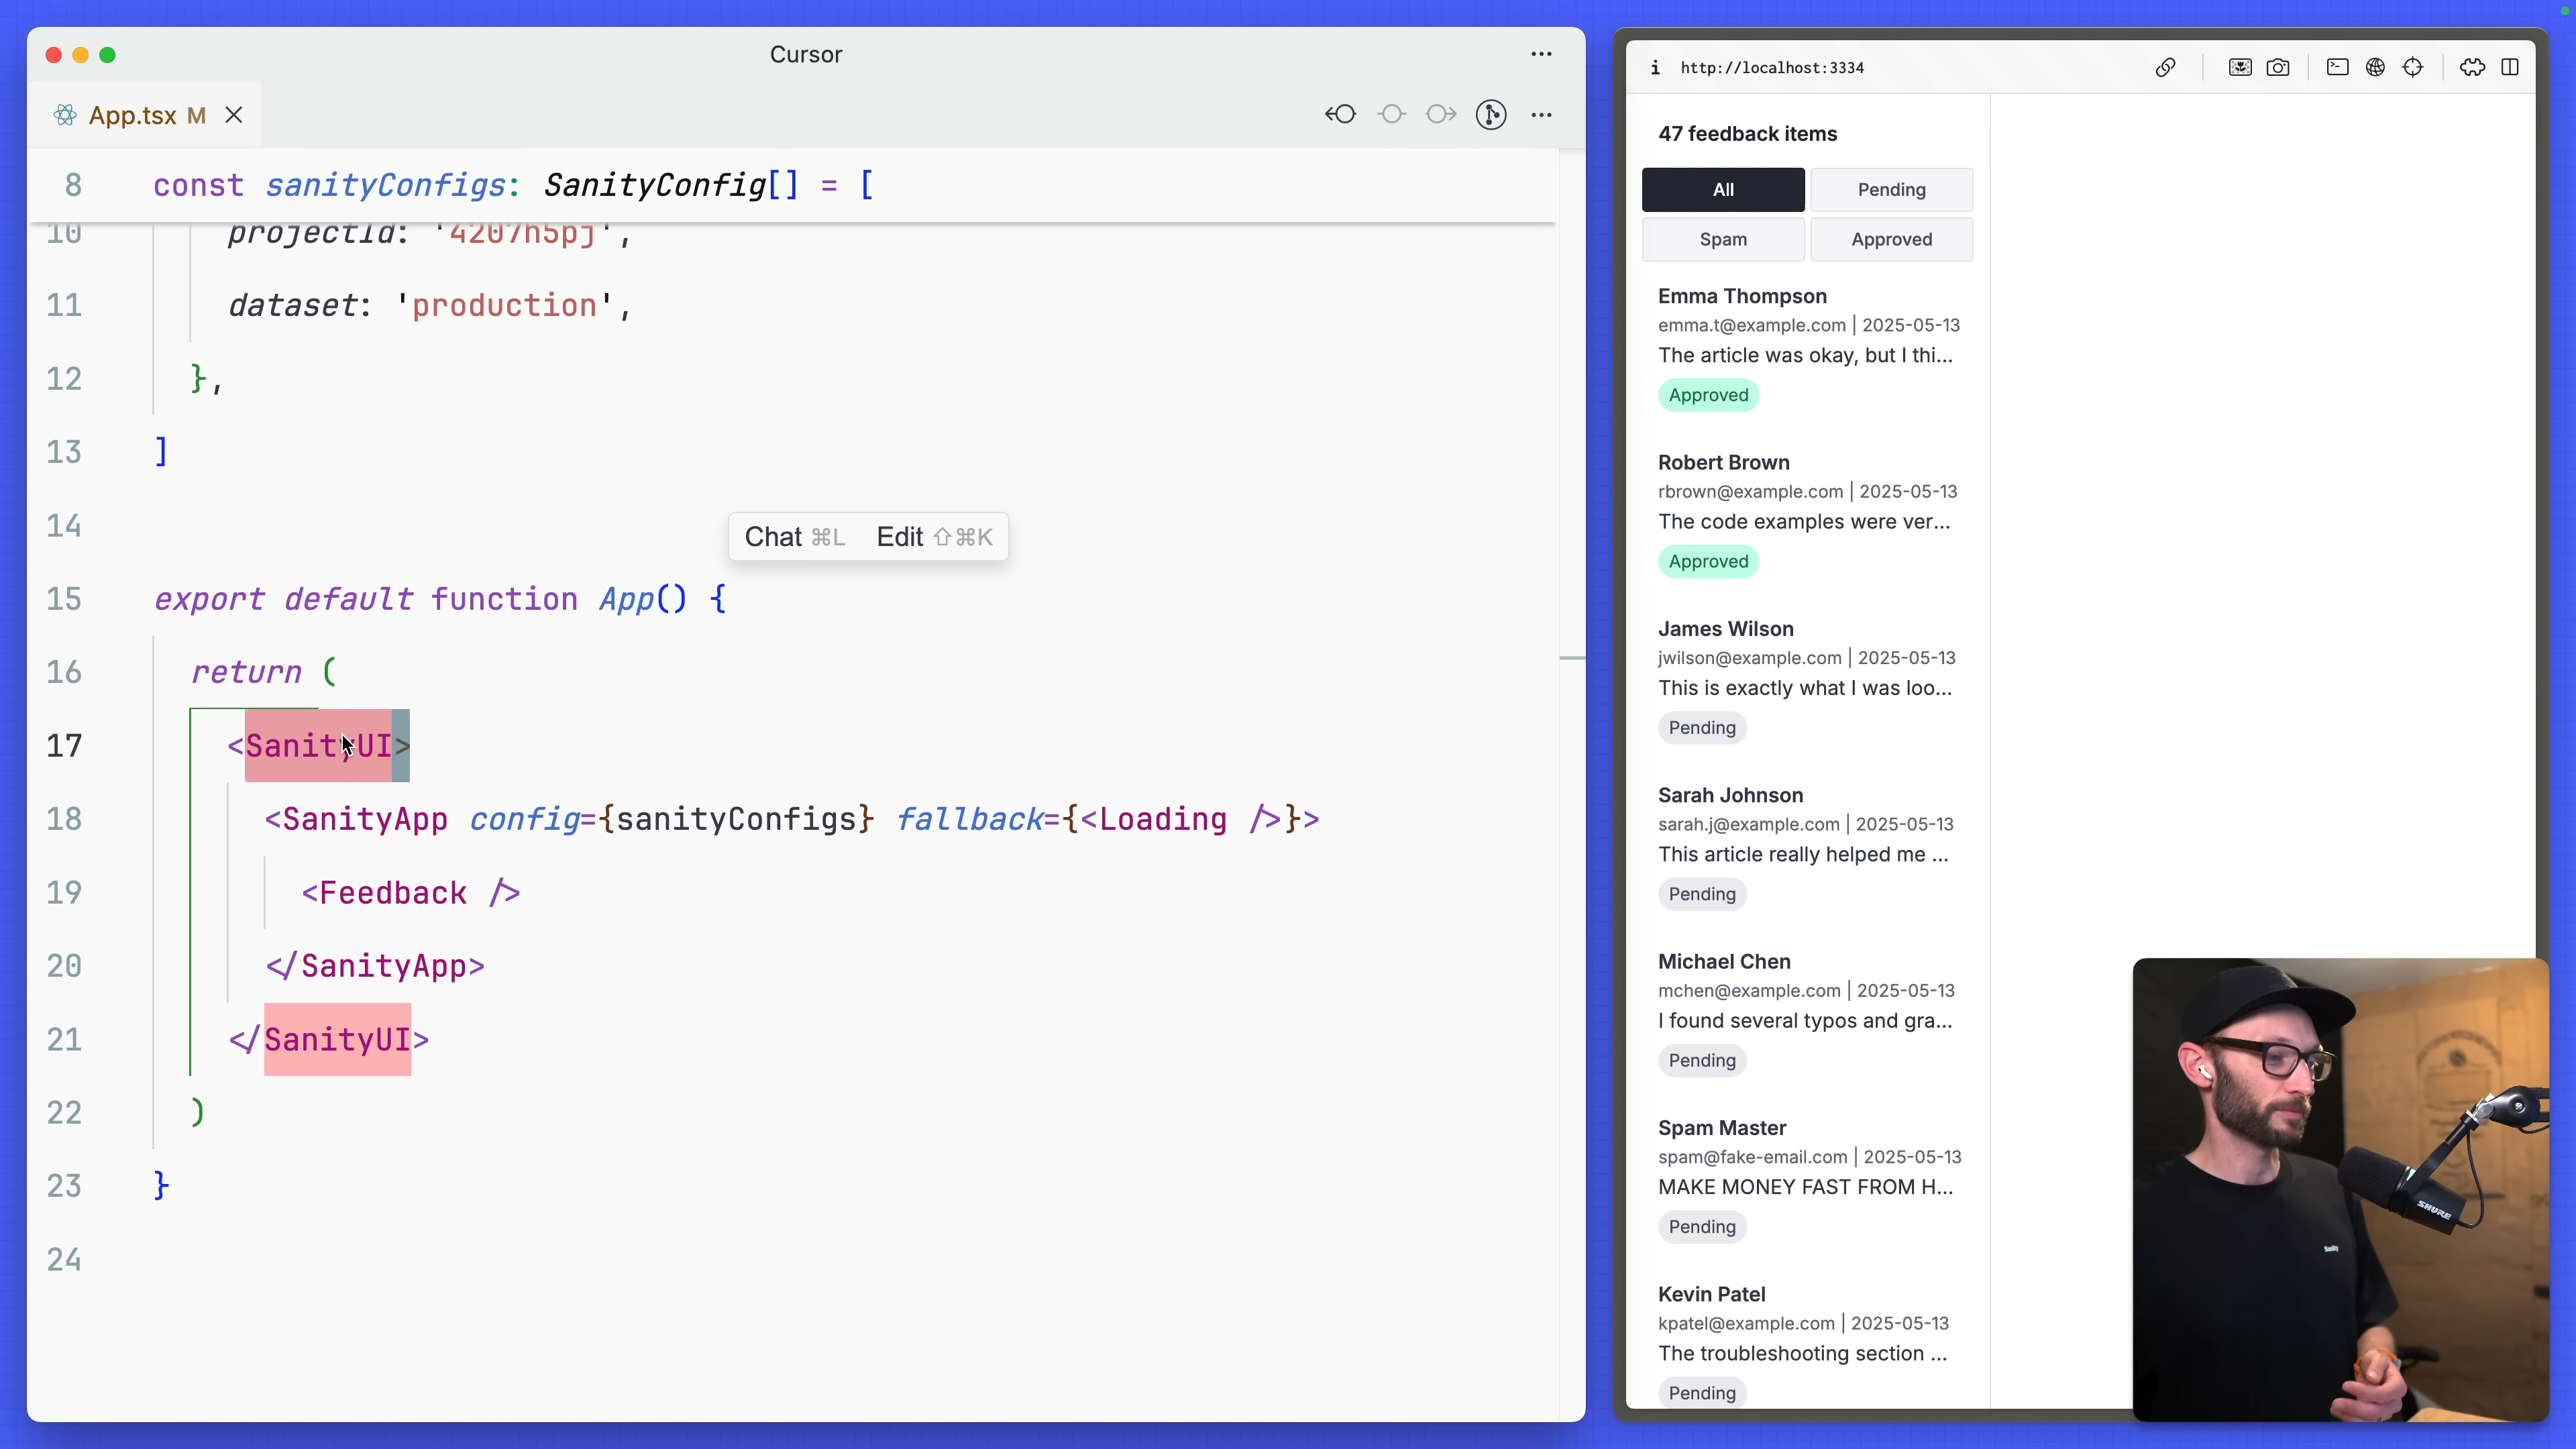 Cursor
App.tsx M
8 const sanityConfigs: SanityConfig[] = [
10 projectId: '4207h5pj',
11 dataset: 'production',
12 },
13 ]
14
Chat ⌘L Edit ⇧⌘K
15 export default function App() {
16 return (
17 <SanityUI>
18 <SanityApp config={sanityConfigs} fallback={<Loading />}>
19 <Feedback />
20 </SanityApp>
21 </SanityUI>
22 )
23 }
24
http://localhost:3334
47 feedback items
All
Pending
Spam
Approved
Emma Thompson
emma.t@example.com | 2025-05-13
The article was okay, but I thi...
Approved
Robert Brown
rbrown@example.com | 2025-05-13
The code examples were ver...
Approved
James Wilson
jwilson@example.com | 2025-05-13
This is exactly what I was loo...
Pending
Sarah Johnson
sarah.j@example.com | 2025-05-13
This article really helped me ...
Pending
Michael Chen
mchen@example.com | 2025-05-13
I found several typos and gra...
Pending
Spam Master
spam@fake-email.com | 2025-05-13
MAKE MONEY FAST FROM H...
Pending
Kevin Patel
kpatel@example.com | 2025-05-13
The troubleshooting section ...
Pending
SHURE
Sanity